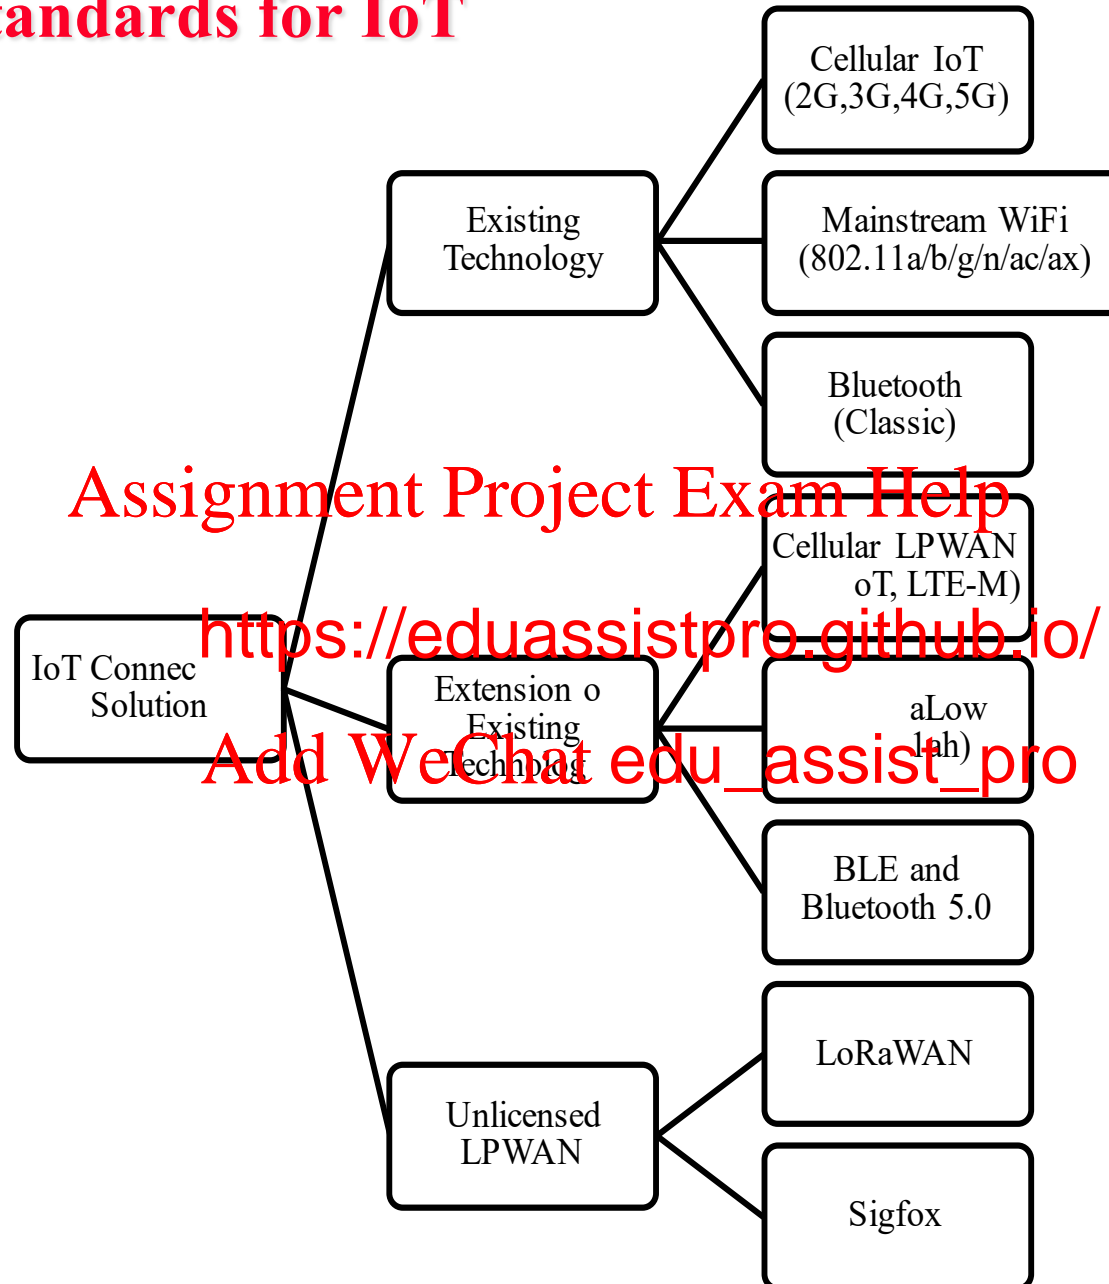 tandards for IoT
Cellular IoT
(2G,3G,4G,5G)
Existing
Technology
Mainstream WiFi
(802.11a/b/g/n/ac/ax)
Bluetooth
(Classic)
Assignment Project Exam Help
Cellular LPWAN
oT, LTE-M)
https://eduassistpro.github.io/
IoT Connec
Solution
Extension o
Existing
Technolog
aLow
1ah)
Add WeChat edu_assist_pro
BLE and
Bluetooth 5.0
LoRaWAN
Unlicensed
LPWAN
Sigfox